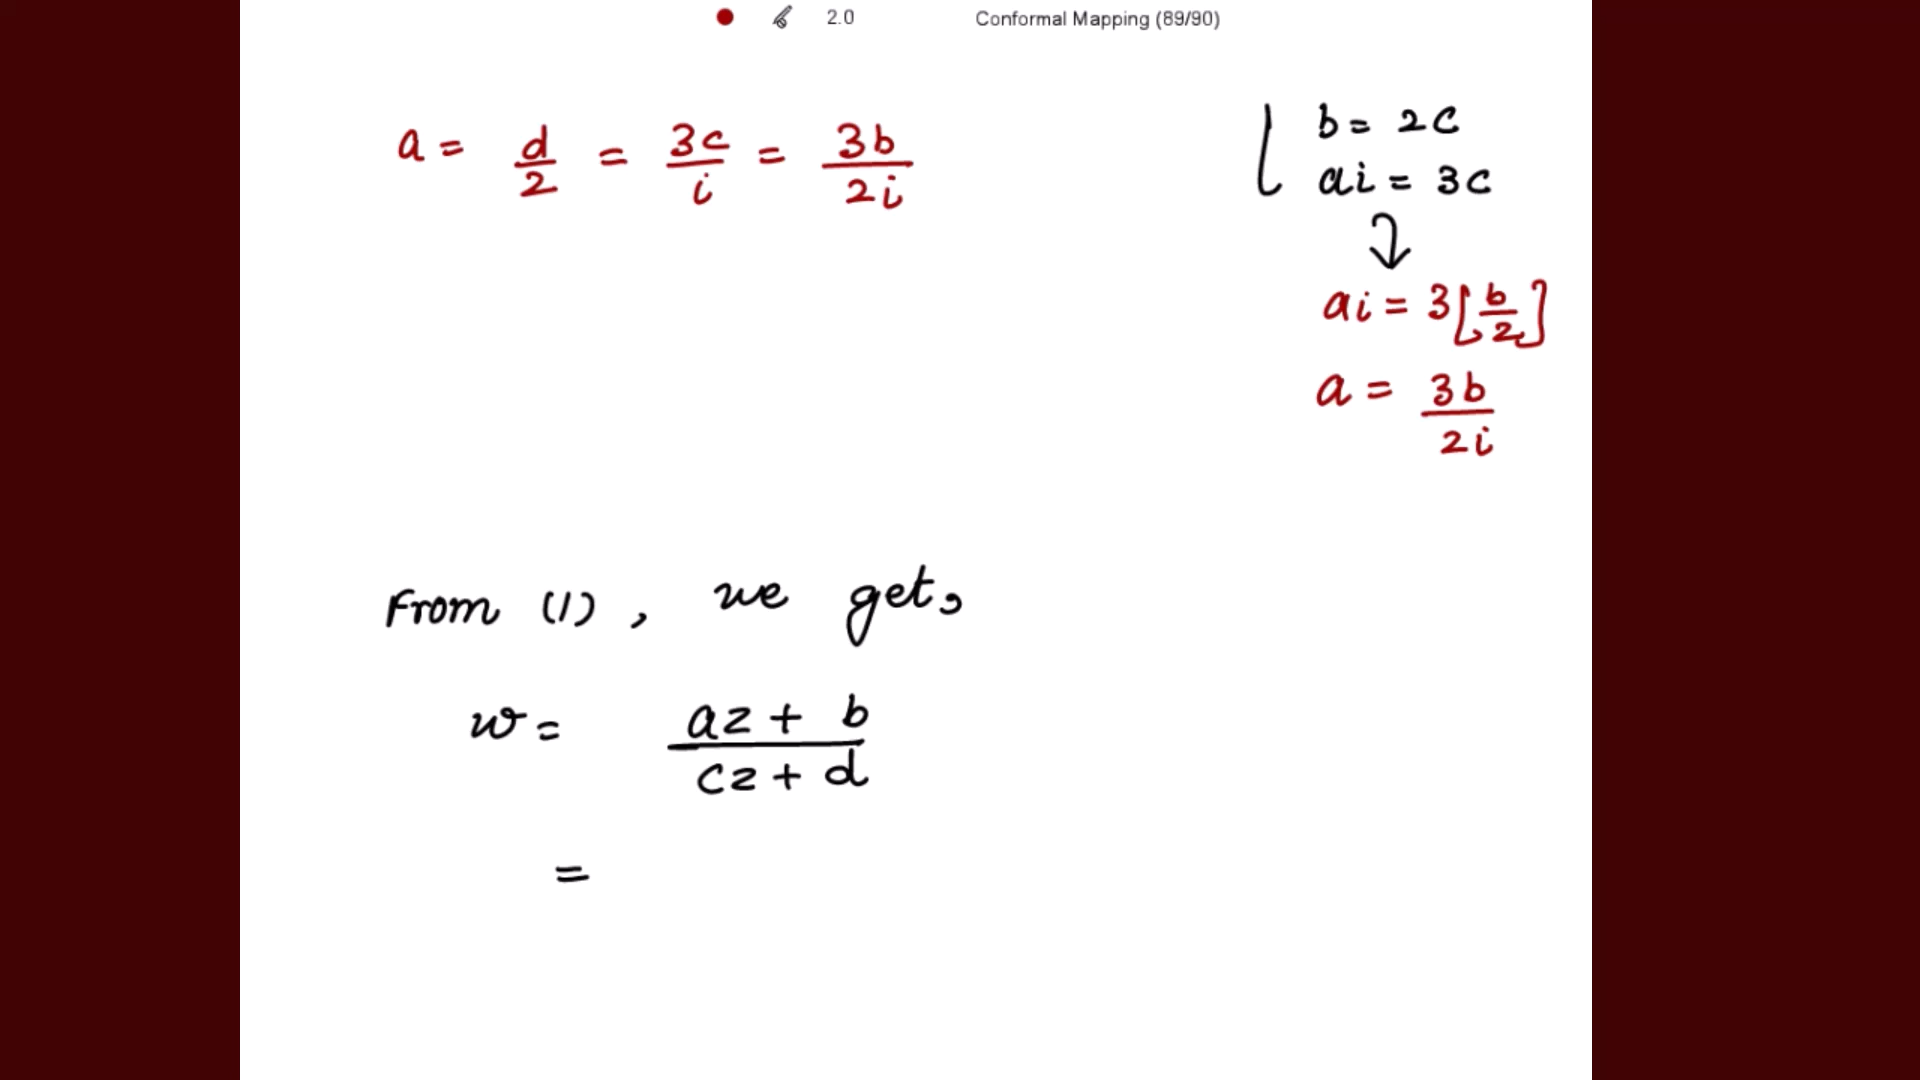 2.0 Conformal Mapping (89/90)
a = d/2 = 3c/i = 3b/2i
b = 2c
ai = 3c
ai = 3[b/2]
a = 3b/2i
From (1), we get,
w = az + b / cz + d
=